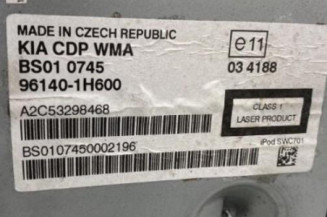 MADE IN CZECH REPUBLIC
KIA CDP WMA
BS01 0745
96140-1H600
A2C53298468
BS0107450002196
e11
03 4188
CLASS 1
LASER PRODUCT
iPod SWC701